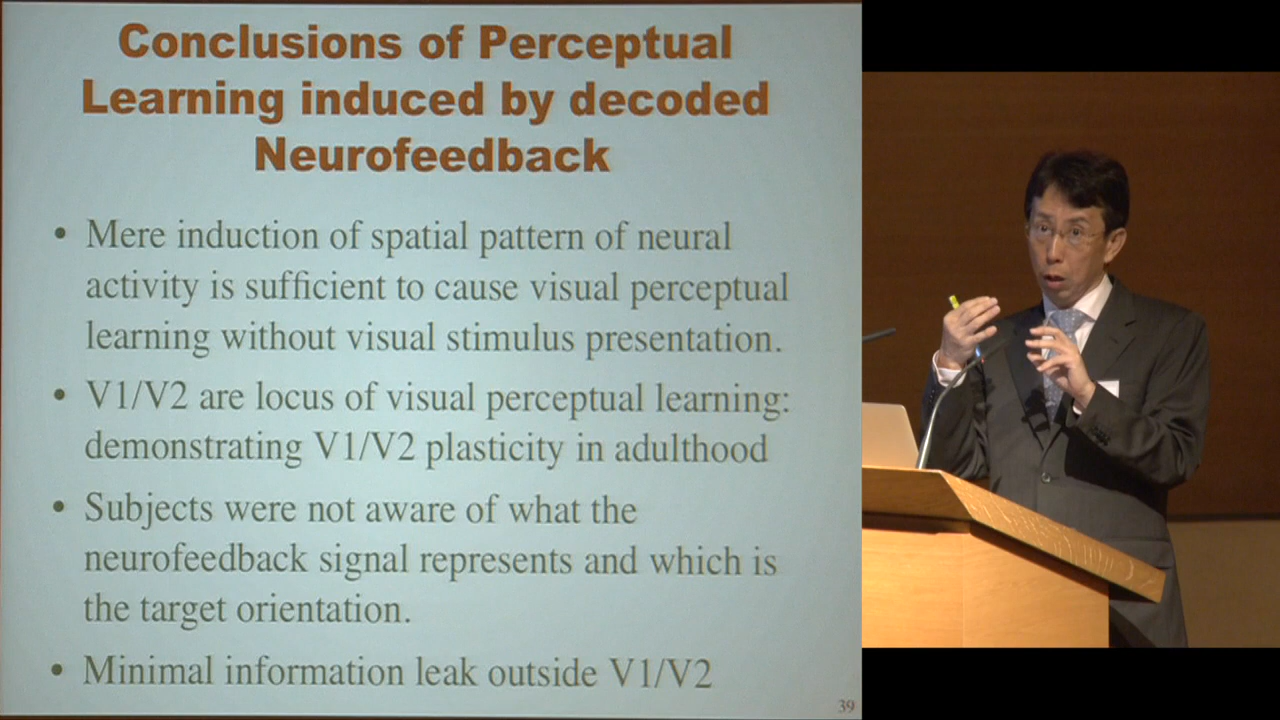 Conclusions of Perceptual
Learning induced by decoded
Neurofeedback
• Mere induction of spatial pattern of neural
activity is sufficient to cause visual perceptual
learning without visual stimulus presentation.
• V1/V2 are locus of visual perceptual learning:
demonstrating V1/V2 plasticity in adulthood
• Subjects were not aware of what the
neurofeedback signal represents and which is
the target orientation.
• Minimal information leak outside V1/V2
39